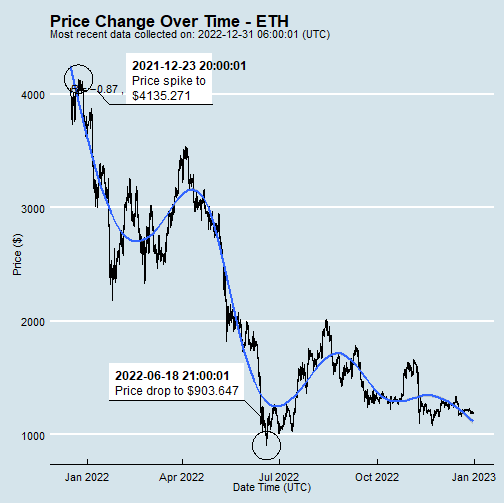 Price Change Over Time - ETH
Most recent data collected on: 2022-12-31 06:00:01 (UTC)
2021-12-23 20:00:01
Price spike to
$4135.271
4000
3000
Price ($)
2000
2022-06-18 21:00:01
Price drop to $903.647
1000
Jan 2022
Apr 2022
Jul 2022
Oct 2022
Jan 2023
Date Time (UTC)